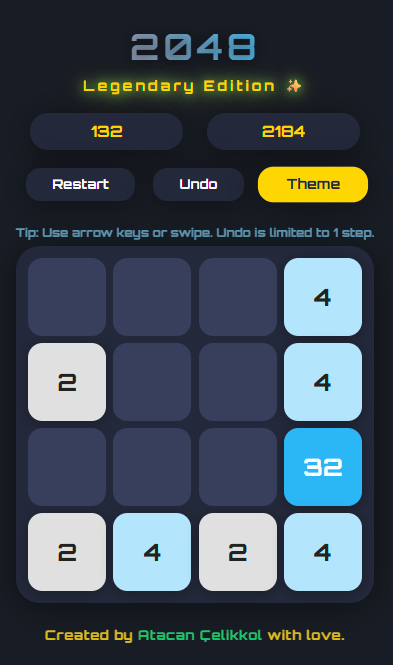 2048
Legendary Edition ✨
132 2184
Restart Undo Theme
Tip: Use arrow keys or swipe. Undo is limited to 1 step.
4
2 4
32
2 4 2 4
Created by Atacan Çelikkol with love.